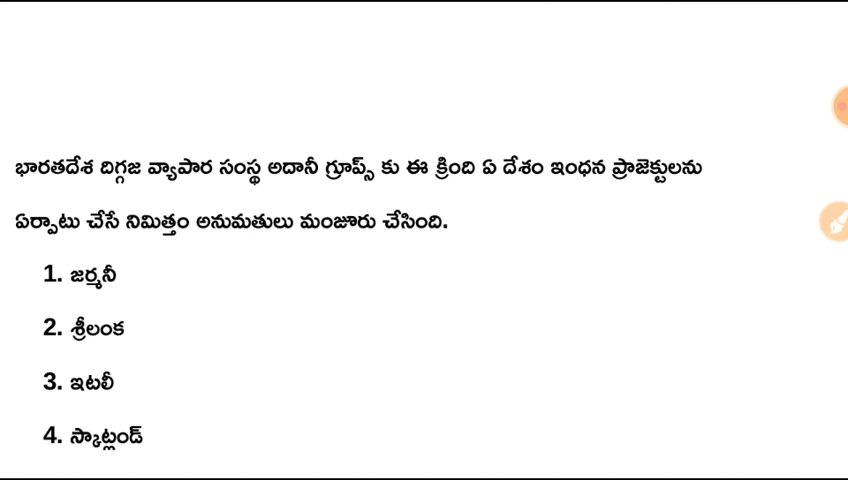 భారతదేశ దిగ్గజ వ్యాపార సంస్థ అదానీ గ్రూప్స్ కు ఈ క్రింది ఏ దేశం ఇంధన ప్రాజెక్టులను
ఏర్పాటు చేసే నిమిత్తం అనుమతులు మంజూరు చేసింది.
1. జర్మనీ
2. శ్రీలంక
3. ఇటలీ
4. స్కాట్లండ్